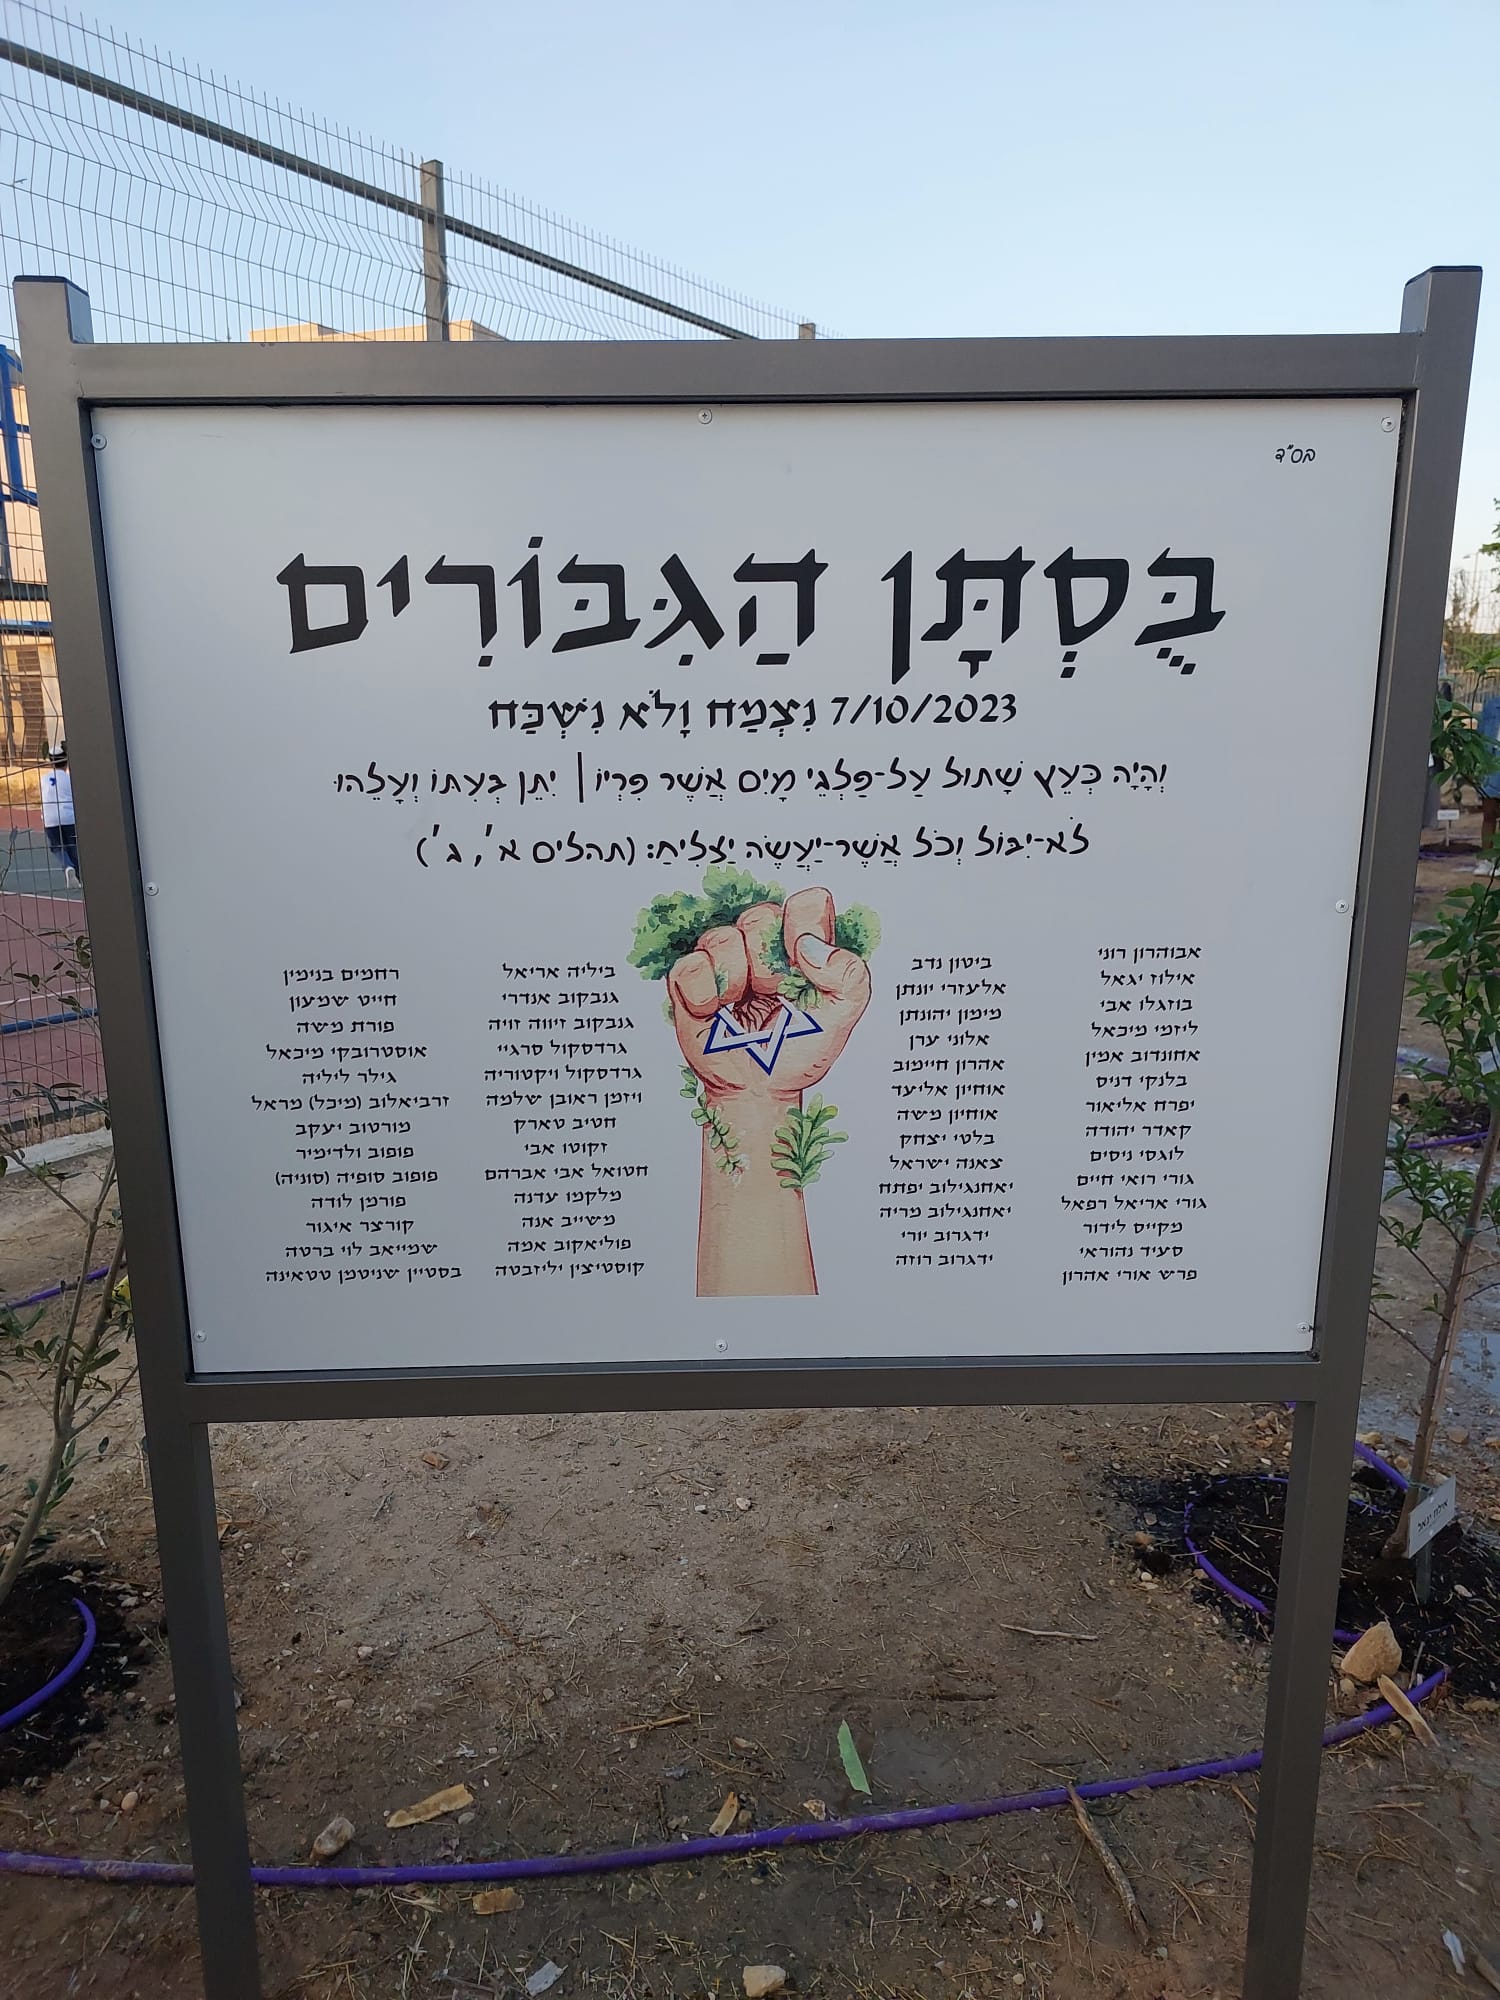 בס"ד
בֻּסְתָּן הַגִּבּוֹרִים
7/10/2023 נִצְמַח וָלֹא נִשְׁכַּח
וְהָיָה כְּעֵץ שָׁתוּל עַל-פַּלְגֵי מָיִם אֲשֶׁר פִּרְיוֹ | יִתֵּן בְּעִתּוֹ וְעָלֵהוּ
לֹא-יִבּוֹל וְכֹל אֲשֶׁר-יַעֲשֶׂה יַצְלִיחַ: (תהלים א', ג')
אבוהרון רוני
אילוז יגאל
בוזגלו אבי
ליזמי מיכאל
אחונדוב אמין
בלנקי דניס
יפרח אליאור
קאדר יהודה
לוגסי ניסים
גורי רואי חיים
גורי אריאל רפאל
מקייס לידור
סעיד נהוראי
פרש אורי אהרון
ביטון נדב
אלעזרי יונתן
מימון יהונתן
אלוני ערן
אהרון חיימוב
אוחיון אליעד
אוחיון משה
בלטי יצחק
צאנה ישראל
יאחנגילוב יפתח
יאחנגילוב מריה
ידגרוב יורי
ידגרוב רוזה
ביליה אריאל
גנבקוב אנדרי
גנבקוב זיווה זויה
גרדסקול סרגיי
גרדסקול ויקטוריה
ויזמן ראובן שלמה
חטיב טארק
זקוטו אבי
חטואל אבי אברהם
מלקמו עדנה
משייב אנה
פוליאקוב אמה
קוסטיצין יליזבטה
רחמים בנימין
חייט שמעון
פורת משה
אוסטרובקי מיכאל
גילר ליליה
זרביאלוב (מיכל) מראל
מורטוב יעקב
פופוב ולדימיר
פופוב סופיה (סוניה)
פורמן לודה
קורצר איגור
שמייאב לוי ברטה
בסטיין שניטמן טטאינה
אילוז יגאל